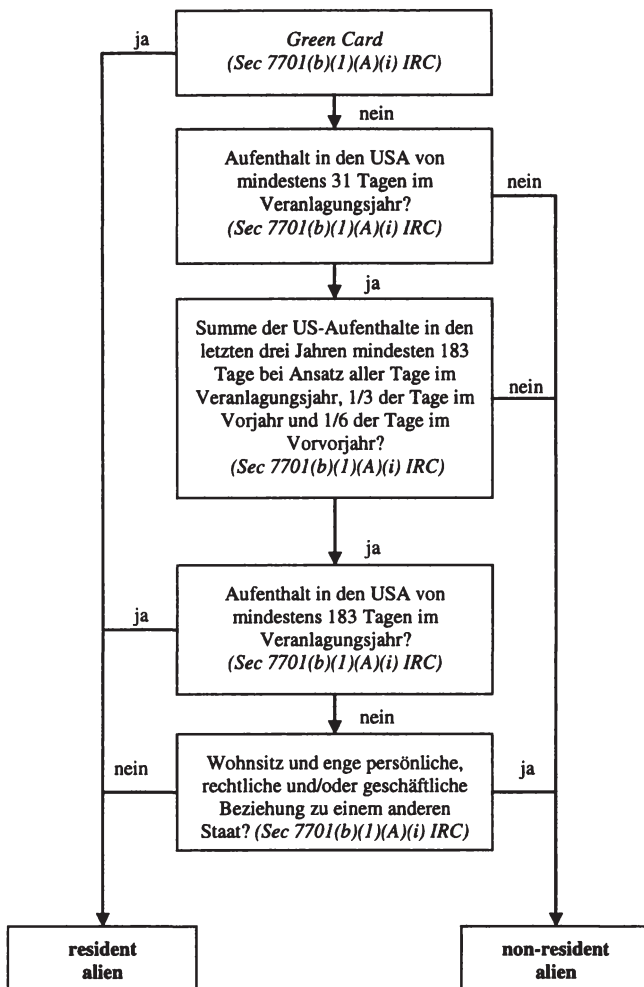 ja
Green Card
(Sec 7701(b)(1)(A)(i) IRC)
nein
Aufenthalt in den USA von
mindestens 31 Tagen im
Veranlagungsjahr?
(Sec 7701(b)(1)(A)(i) IRC)
nein
ja
Summe der US-Aufenthalte in den
letzten drei Jahren mindesten 183
Tage bei Ansatz aller Tage im
Veranlagungsjahr, 1/3 der Tage im
Vorjahr und 1/6 der Tage im
Vorvorjahr?
(Sec 7701(b)(1)(A)(i) IRC)
nein
ja
ja
Aufenthalt in den USA von
mindestens 183 Tagen im
Veranlagungsjahr?
(Sec 7701(b)(1)(A)(i) IRC)
nein
nein
Wohnsitz und enge persönliche,
rechtliche und/oder geschäftliche
Beziehung zu einem anderen
Staat? (Sec 7701(b)(1)(A)(i) IRC)
ja
resident
alien
non-resident
alien